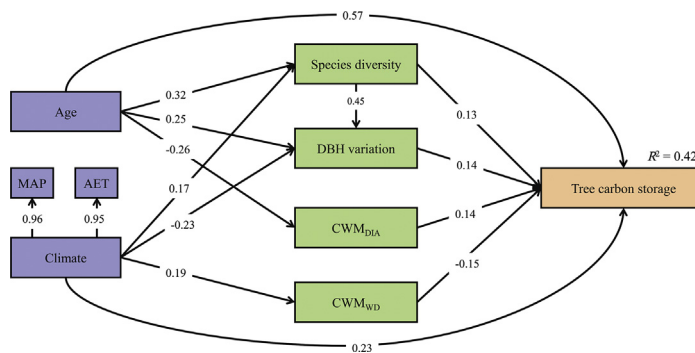 0.57
Species diversity
0.32
Age
0.45
0.13
0.25
DBH variation
R² = 0.42
-0.26
0.14
MAP
AET
0.17
Tree carbon storage
0.96
0.95
-0.23
CWM_DIA
0.14
Climate
0.19
-0.15
CWM_WD
0.23